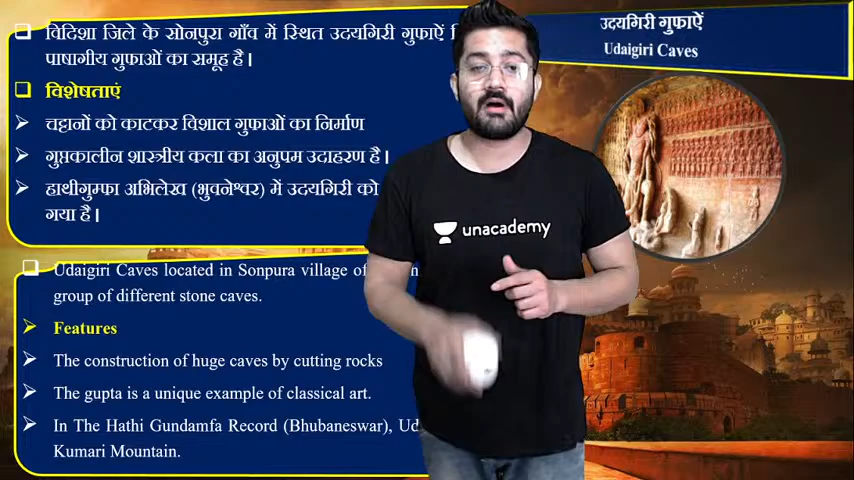 विदिशा जिले के सोनपुरा गाँव में स्थित उदयगिरी गुफाऐं
पाषागीय गुफाओं का समूह है।
विशेषताएं
चट्टानों को काटकर विशाल गुफाओं का निर्माण
गुप्तकालीन शास्त्रीय कला का अनुपम उदाहरण है।
हाथीगुम्फा अभिलेख (भुवनेश्वर) में उदयगिरी को
गया है।
उदयगिरी गुफाऐं
Udaigiri Caves
unacademy
Udaigiri Caves located in Sonpura village of
group of different stone caves.
Features
The construction of huge caves by cutting rocks
The gupta is a unique example of classical art.
In The Hathi Gundamfa Record (Bhubaneswar),
Kumari Mountain.